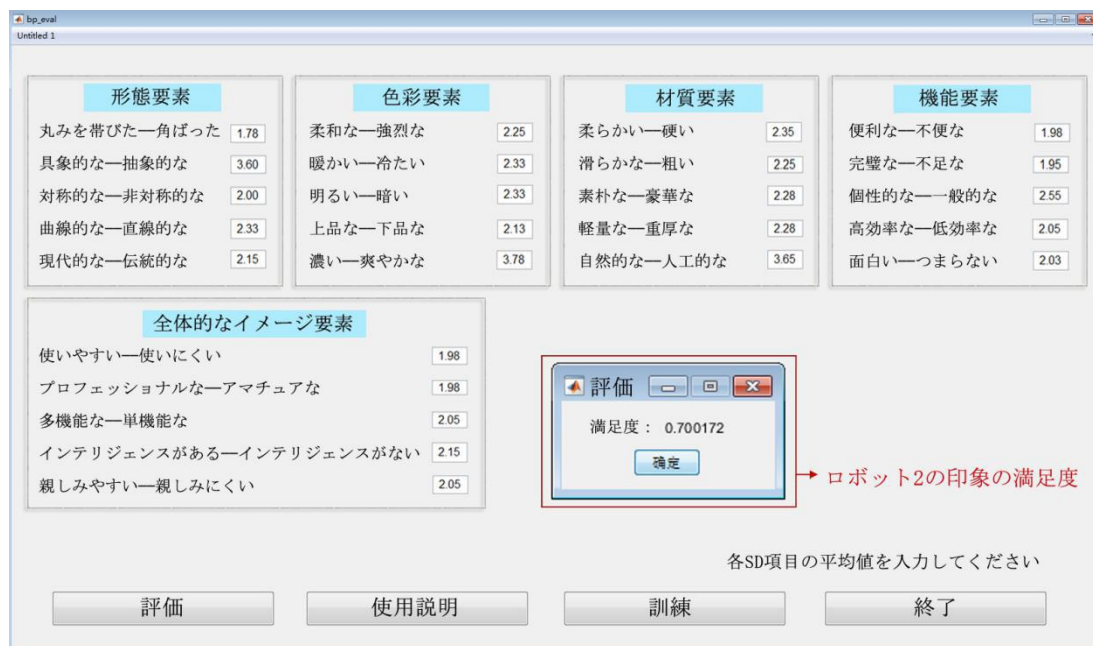 bp_eval
Untitled 1
形態要素
丸みを帯びた—角ばった 1.78
具象的な—抽象的な 3.60
対称的な—非対称的な 2.00
曲線的な—直線的な 2.33
現代的な—伝統的な 2.15
色彩要素
柔和な—強烈な 2.25
暖かい—冷たい 2.33
明るい—暗い 2.33
上品な—下品な 2.13
濃い—爽やかな 3.78
材質要素
柔らかい—硬い 2.35
滑らかな—粗い 2.25
素朴な—豪華な 2.28
軽量な—重厚な 2.28
自然的な—人工的な 3.65
機能要素
便利な—不便な 1.98
完璧な—不足な 1.95
個性的な—一般的な 2.55
高効率な—低効率な 2.05
面白い—つまらない 2.03
全体的なイメージ要素
使いやすい—使いにくい 1.98
プロフェッショナルな—アマチュアな 1.98
多機能な—単機能な 2.05
インテリジェンスがある—インテリジェンスがない 2.15
親しみやすい—親しみにくい 2.05
評価
満足度： 0.700172
确定
ロボット2の印象の満足度
各SD項目の平均値を入力してください
評価
使用説明
訓練
終了